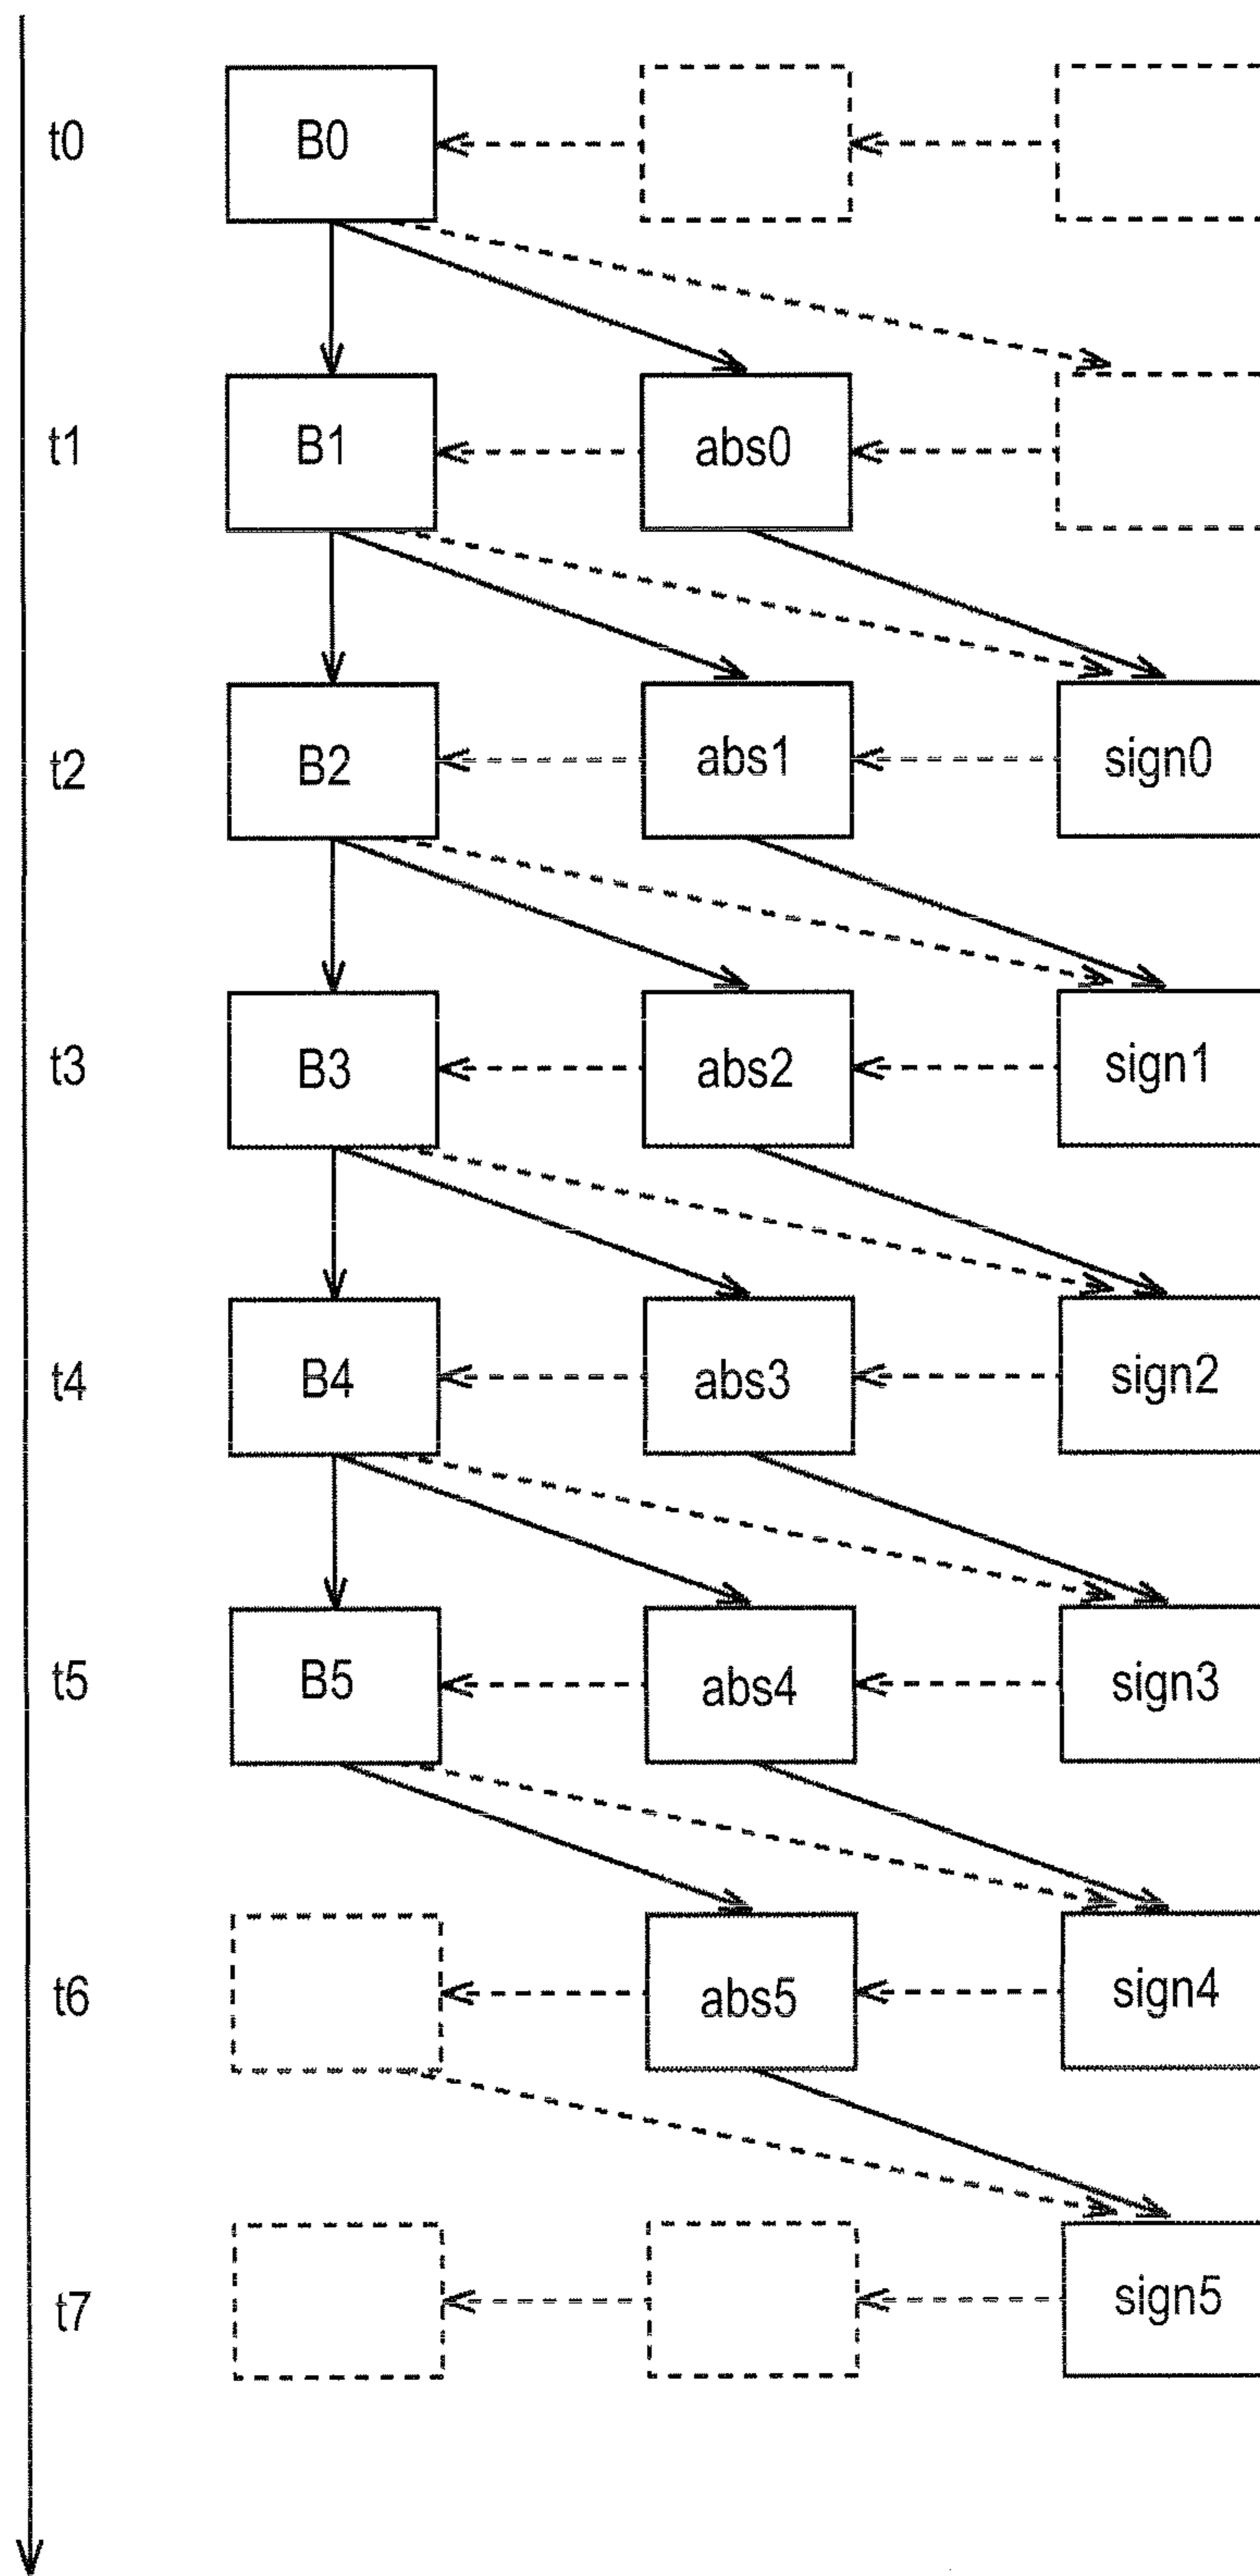 t0 B0
t1 B1 abs0
t2 B2 abs1 sign0
t3 B3 abs2 sign1
t4 B4 abs3 sign2
t5 B5 abs4 sign3
t6 abs5 sign4
t7 sign5